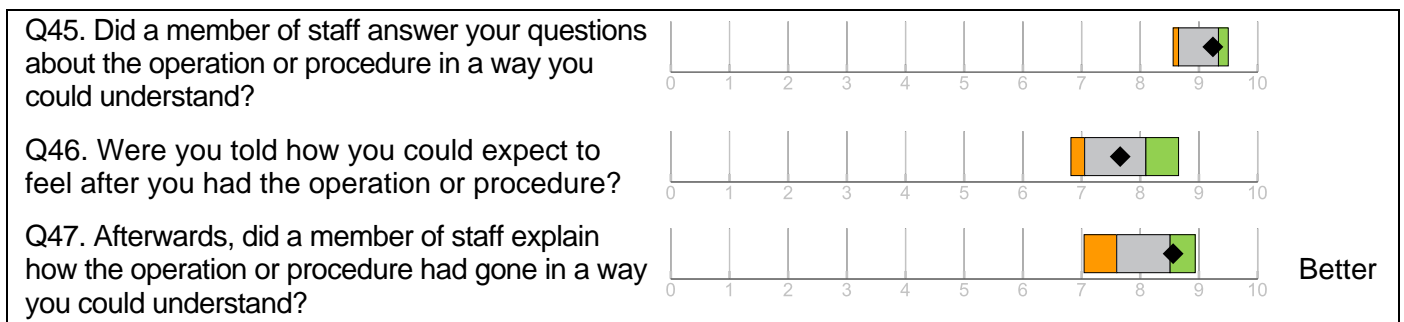 Q45. Did a member of staff answer your questions
about the operation or procedure in a way you
could understand?
0 1 2 3 4 5 6 7 8 9 10
Q46. Were you told how you could expect to
feel after you had the operation or procedure?
0 1 2 3 4 5 6 7 8 9 10
Q47. Afterwards, did a member of staff explain
how the operation or procedure had gone in a way
you could understand?
0 1 2 3 4 5 6 7 8 9 10
Better